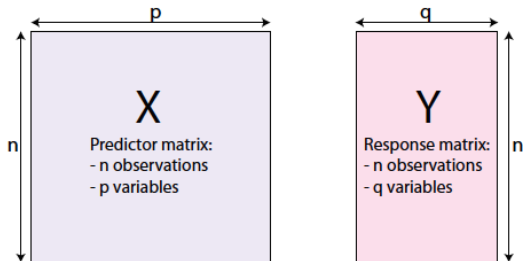 p
q
n
X
Predictor matrix:
- n observations
- p variables
Y
Response matrix:
- n observations
- q variables
n